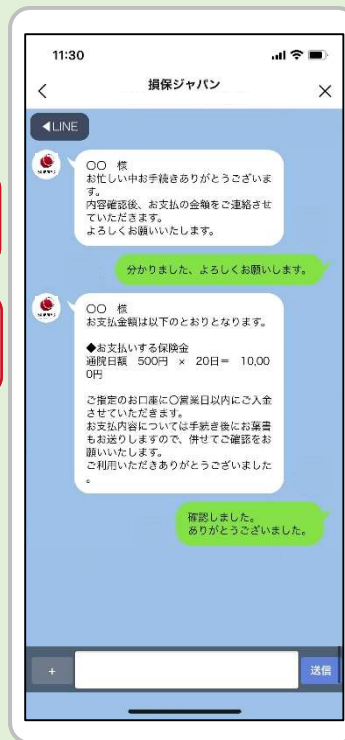 11:30
損保ジャパン
◀LINE
〇〇　様
お忙しい中お手続きありがとうございま
す。
内容確認後、お支払の金額をご連絡させ
ていただきます。
よろしくお願いいたします。
分かりました、よろしくお願いします。
〇〇　様
お支払金額は以下のとおりとなります。
◆お支払いする保険金
通院日額　500円　×　20日＝　10,00
0円
ご指定のお口座に〇営業日以内にご入金
させていただきます。
お支払内容については手続き後にお葉書
もお送りしますので、併せてご確認をお
願いいたします。
ご利用いただきありがとうございました
。
確認しました。
ありがとうございました。
+
送信